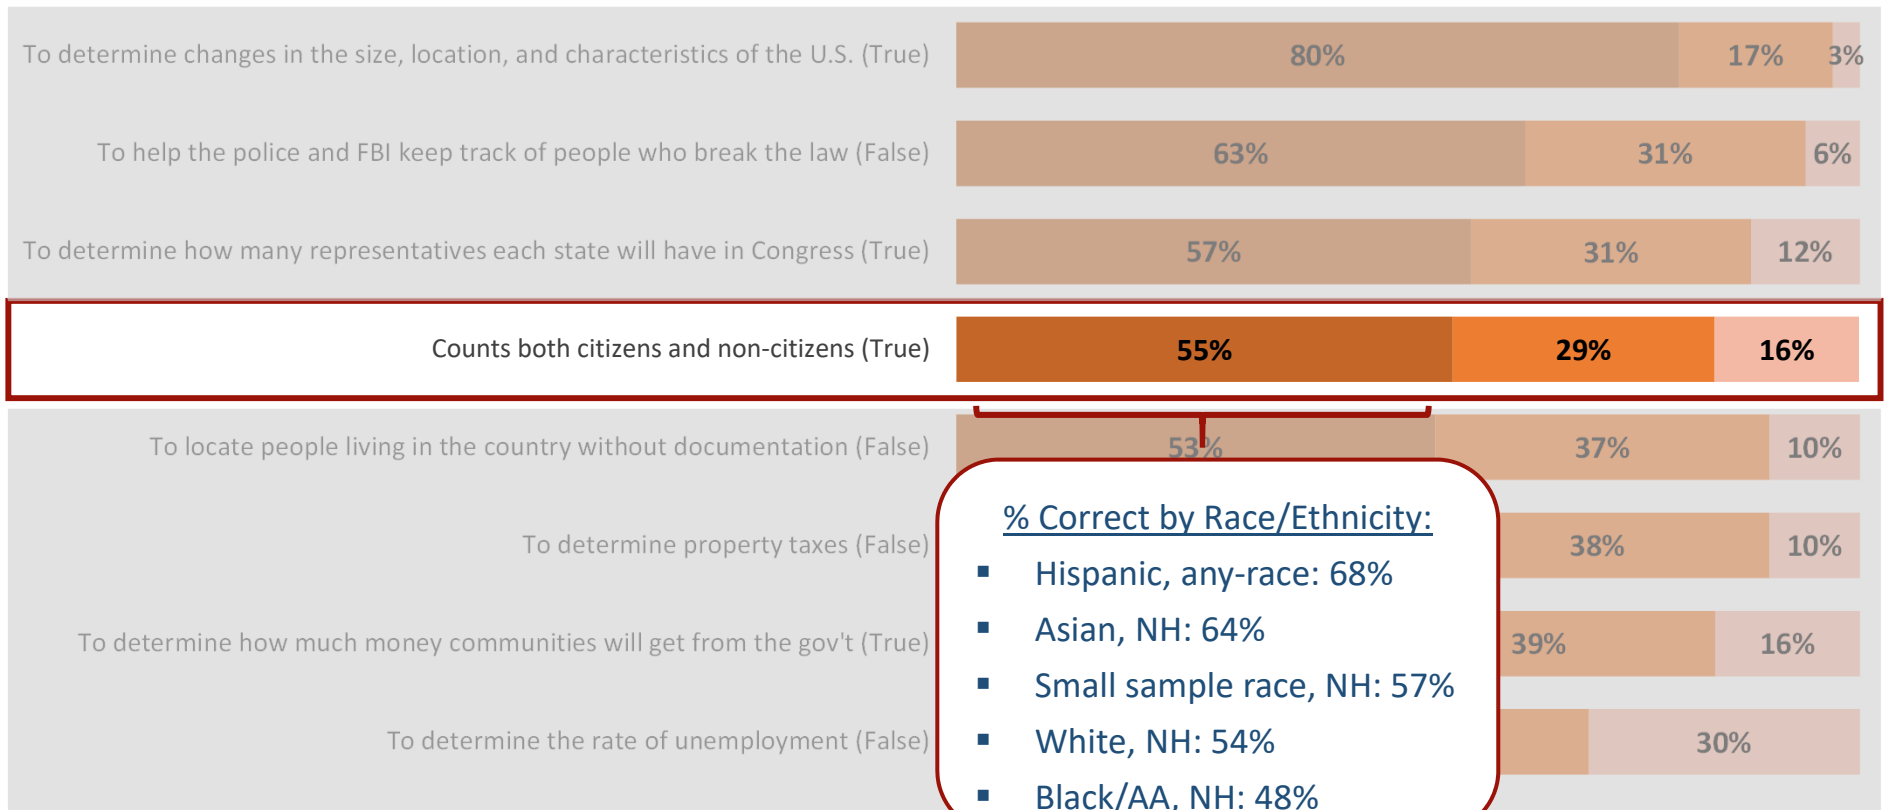 To determine changes in the size, location, and characteristics of the U.S. (True) 80% 17% 3%
To help the police and FBI keep track of people who break the law (False) 63% 31% 6%
To determine how many representatives each state will have in Congress (True) 57% 31% 12%
Counts both citizens and non-citizens (True) 55% 29% 16%
To locate people living in the country without documentation (False) 53% 37% 10%
To determine property taxes (False) 38% 10%
To determine how much money communities will get from the gov't (True) 39% 16%
To determine the rate of unemployment (False) 30%
% Correct by Race/Ethnicity:
▪ Hispanic, any-race: 68%
▪ Asian, NH: 64%
▪ Small sample race, NH: 57%
▪ White, NH: 54%
▪ Black/AA, NH: 48%